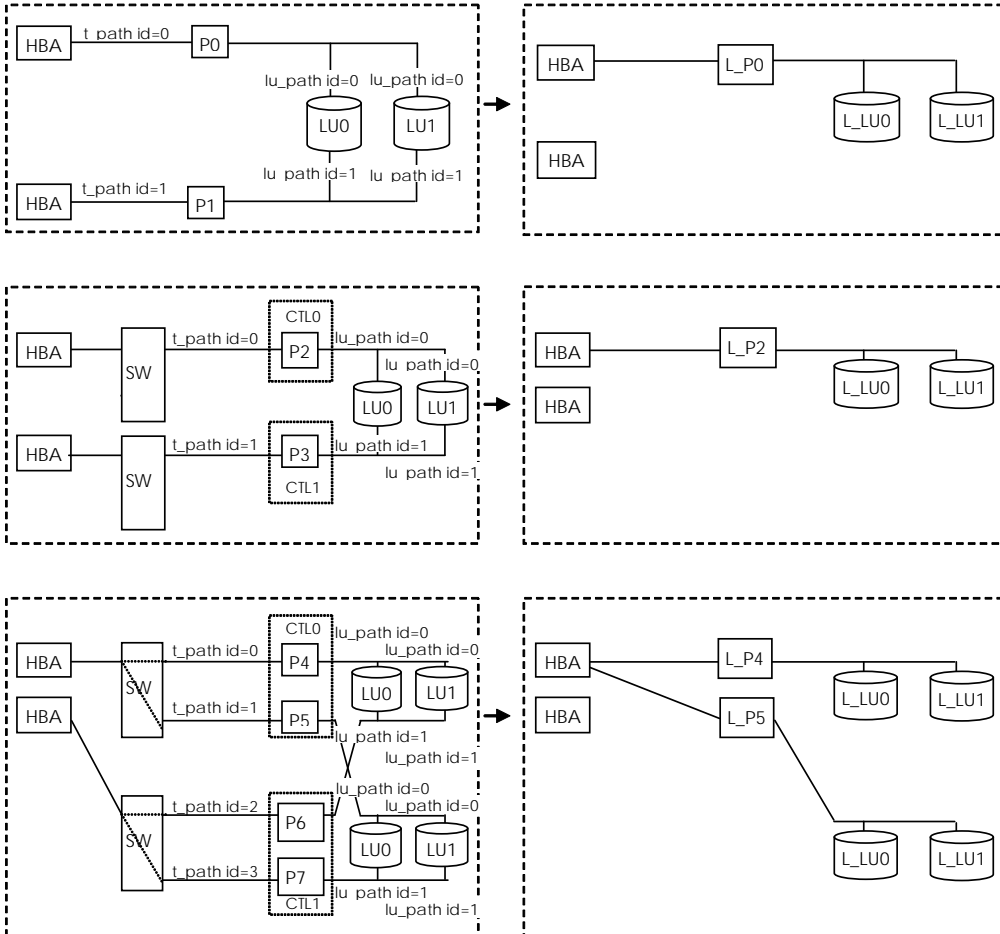 HBA
t_path id=0
P0
lu_path id=0
lu_path id=0
LU0
LU1
lu_path id=1
lu_path id=1
HBA
t_path id=1
P1
HBA
L_P0
L_LU0
L_LU1
HBA
HBA
SW
t_path id=0
CTL0
P2
lu_path id=0
lu_path id=0
LU0
LU1
HBA
SW
t_path id=1
P3
CTL1
lu_path id=1
lu_path id=1
HBA
L_P2
L_LU0
L_LU1
HBA
HBA
SW
t_path id=0
CTL0
P4
lu_path id=0
lu_path id=0
LU0
LU1
HBA
t_path id=1
P5
lu_path id=1
lu_path id=1
SW
t_path id=2
P6
lu_path id=0
lu_path id=0
LU0
LU1
t_path id=3
P7
CTL1
lu_path id=1
lu_path id=1
HBA
L_P4
L_LU0
L_LU1
HBA
L_P5
L_LU0
L_LU1